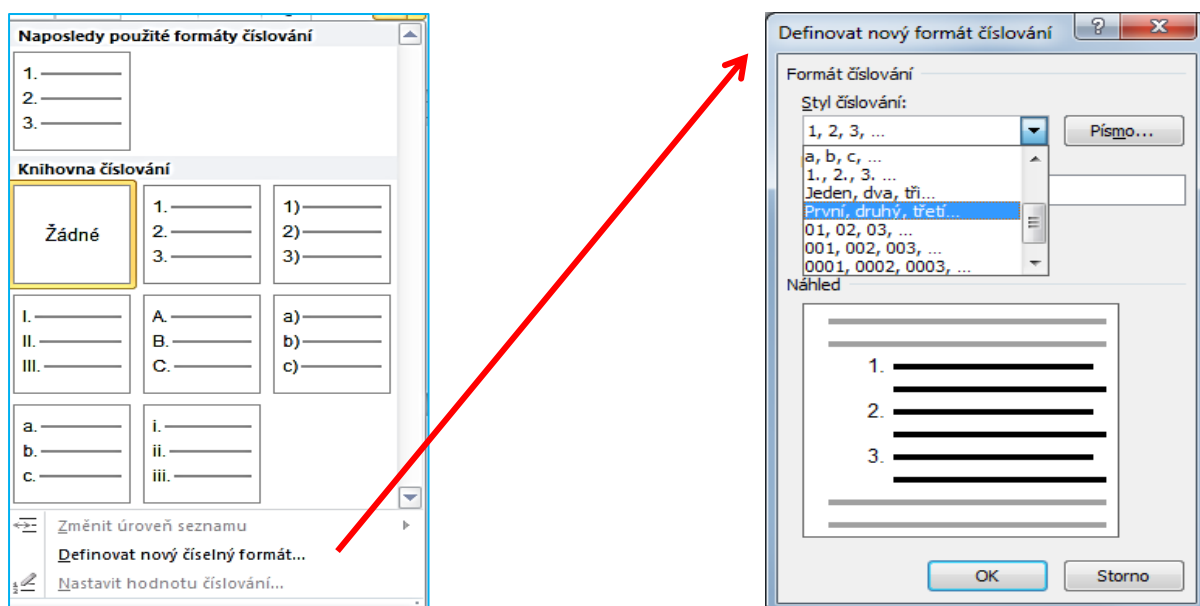 Naposledy použité formáty číslování
1.
2.
3.
Knihovna číslování
Žádné
1.
2.
3.
1)
2)
3)
I.
II.
III.
A.
B.
C.
a)
b)
c)
a.
b.
c.
i.
ii.
iii.
Změnit úroveň seznamu
Definovat nový číselný formát...
Nastavit hodnotu číslování...
Definovat nový formát číslování
Formát číslování
Styl číslování:
1, 2, 3, ...
Písmo...
a, b, c, ...
1., 2., 3. ...
Jeden, dva, tři...
První, druhý, třetí...
01, 02, 03, ...
001, 002, 003, ...
0001, 0002, 0003, ...
Náhled
1.
2.
3.
OK
Storno